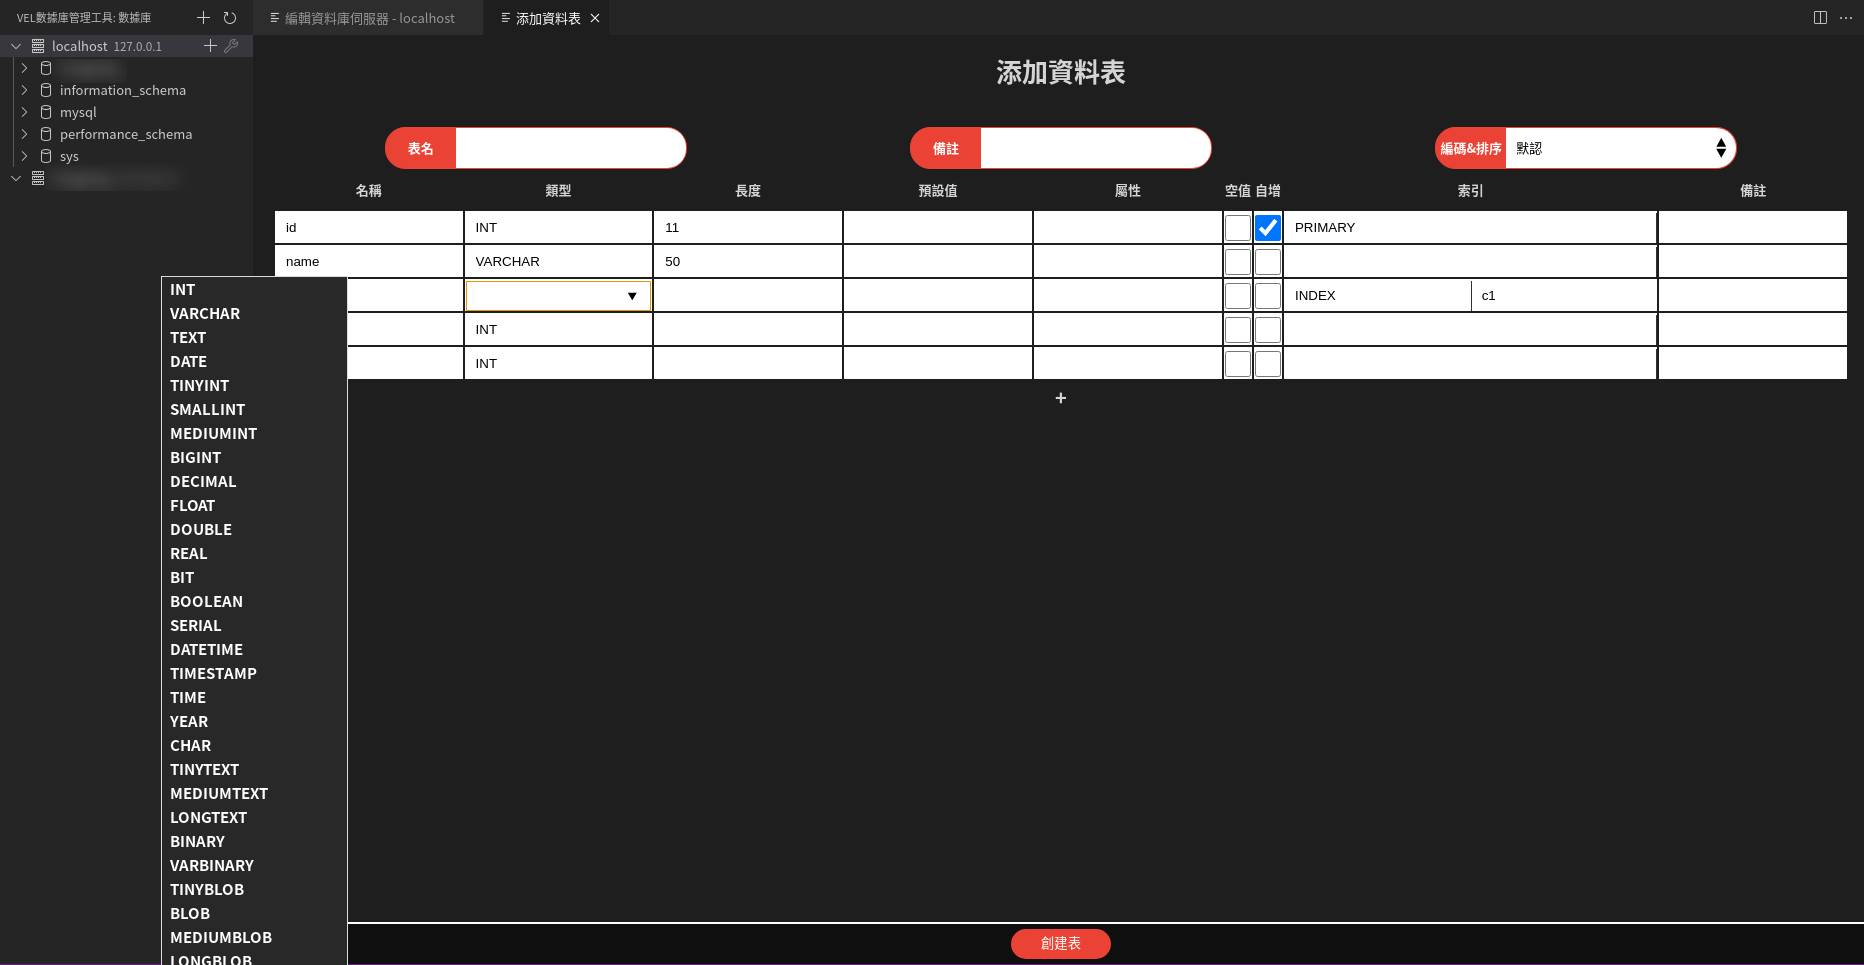 VEL數據庫管理工具: 數據庫
編輯資料庫伺服器 - localhost
添加資料表
localhost 127.0.0.1
information_schema
mysql
performance_schema
sys
添加資料表
表名
備註
編碼&排序 默認
名稱 類型 長度 預設值 屬性 空值 自增 索引 備註
id INT 11 PRIMARY
name VARCHAR 50
INDEX c1
INT
INT
+
INT
VARCHAR
TEXT
DATE
TINYINT
SMALLINT
MEDIUMINT
BIGINT
DECIMAL
FLOAT
DOUBLE
REAL
BIT
BOOLEAN
SERIAL
DATETIME
TIMESTAMP
TIME
YEAR
CHAR
TINYTEXT
MEDIUMTEXT
LONGTEXT
BINARY
VARBINARY
TINYBLOB
BLOB
MEDIUMBLOB
LONGBLOB
創建表